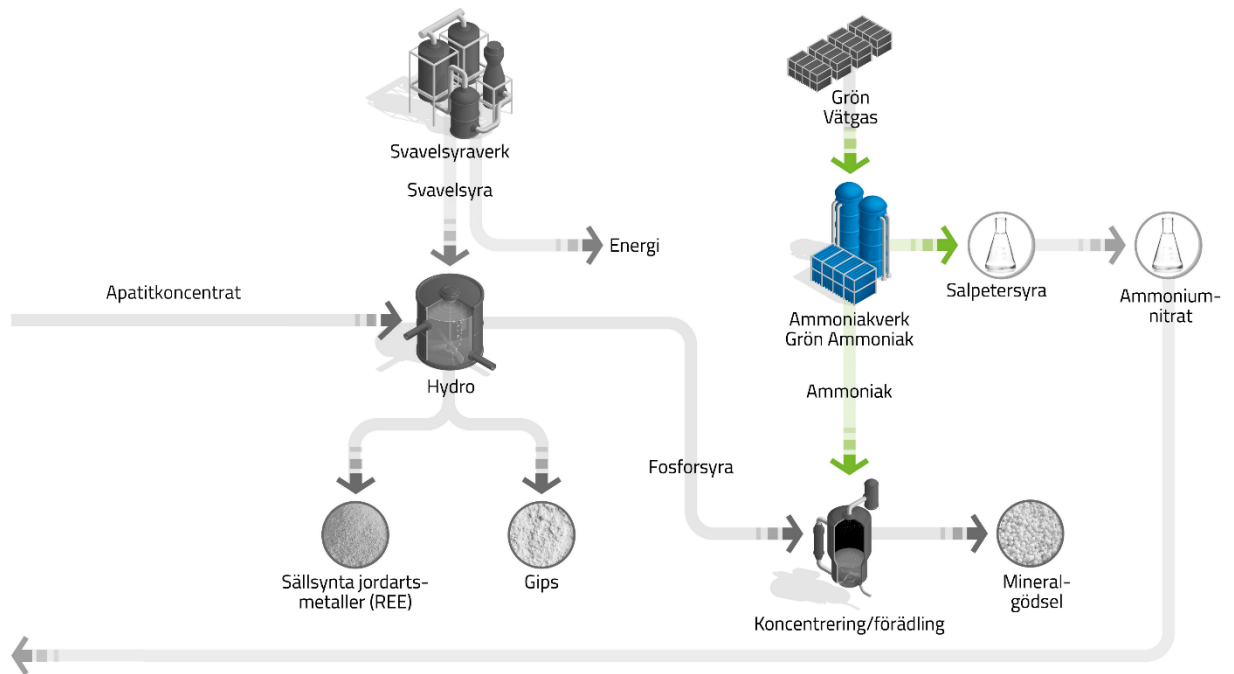 Grön
Vätgas
Svavelsyraverk
Svavelsyra
Energi
Apatitkoncentrat
Salpetersyra
Ammonium-
nitrat
Ammoniakverk
Grön Ammoniak
Hydro
Ammoniak
Fosforsyra
Sällsynta jordarts-
metaller (REE)
Gips
Mineral-
gödsel
Koncentrering/förädling